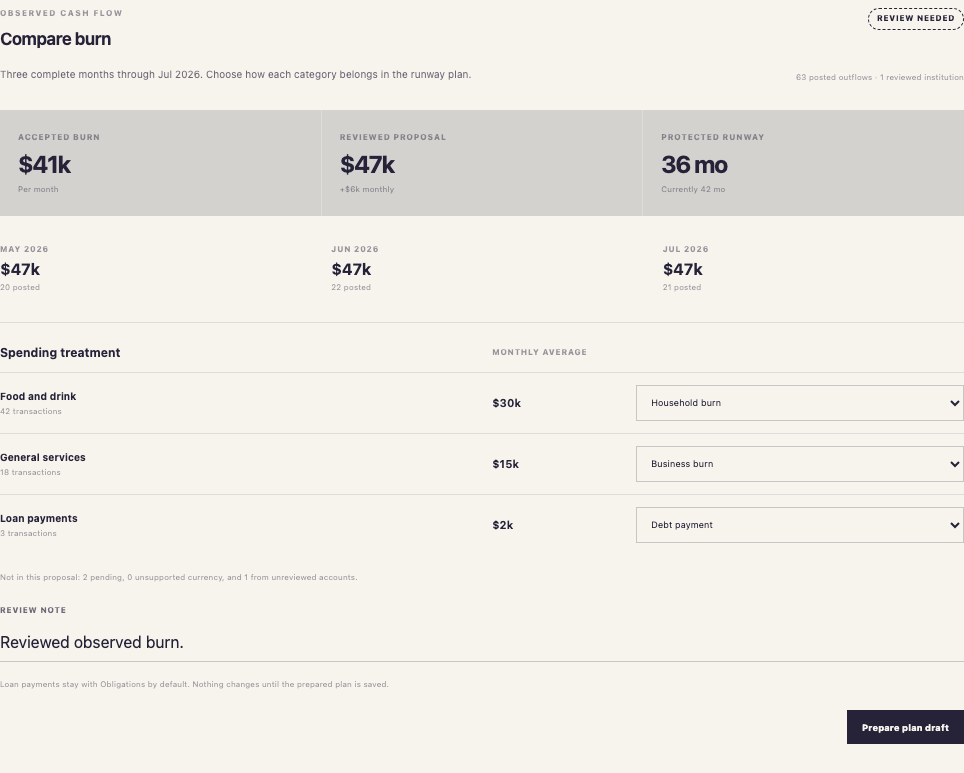 OBSERVED CASH FLOW
REVIEW NEEDED
Compare burn
Three complete months through Jul 2026. Choose how each category belongs in the runway plan.
63 posted outflows · 1 reviewed institution
ACCEPTED BURN
$41k
Per month
REVIEWED PROPOSAL
$47k
+$6k monthly
PROTECTED RUNWAY
36 mo
Currently 42 mo
MAY 2026
$47k
20 posted
JUN 2026
$47k
22 posted
JUL 2026
$47k
21 posted
Spending treatment
MONTHLY AVERAGE
Food and drink
42 transactions
$30k
Household burn
General services
18 transactions
$15k
Business burn
Loan payments
3 transactions
$2k
Debt payment
Not in this proposal: 2 pending, 0 unsupported currency, and 1 from unreviewed accounts.
REVIEW NOTE
Reviewed observed burn.
Loan payments stay with Obligations by default. Nothing changes until the prepared plan is saved.
Prepare plan draft